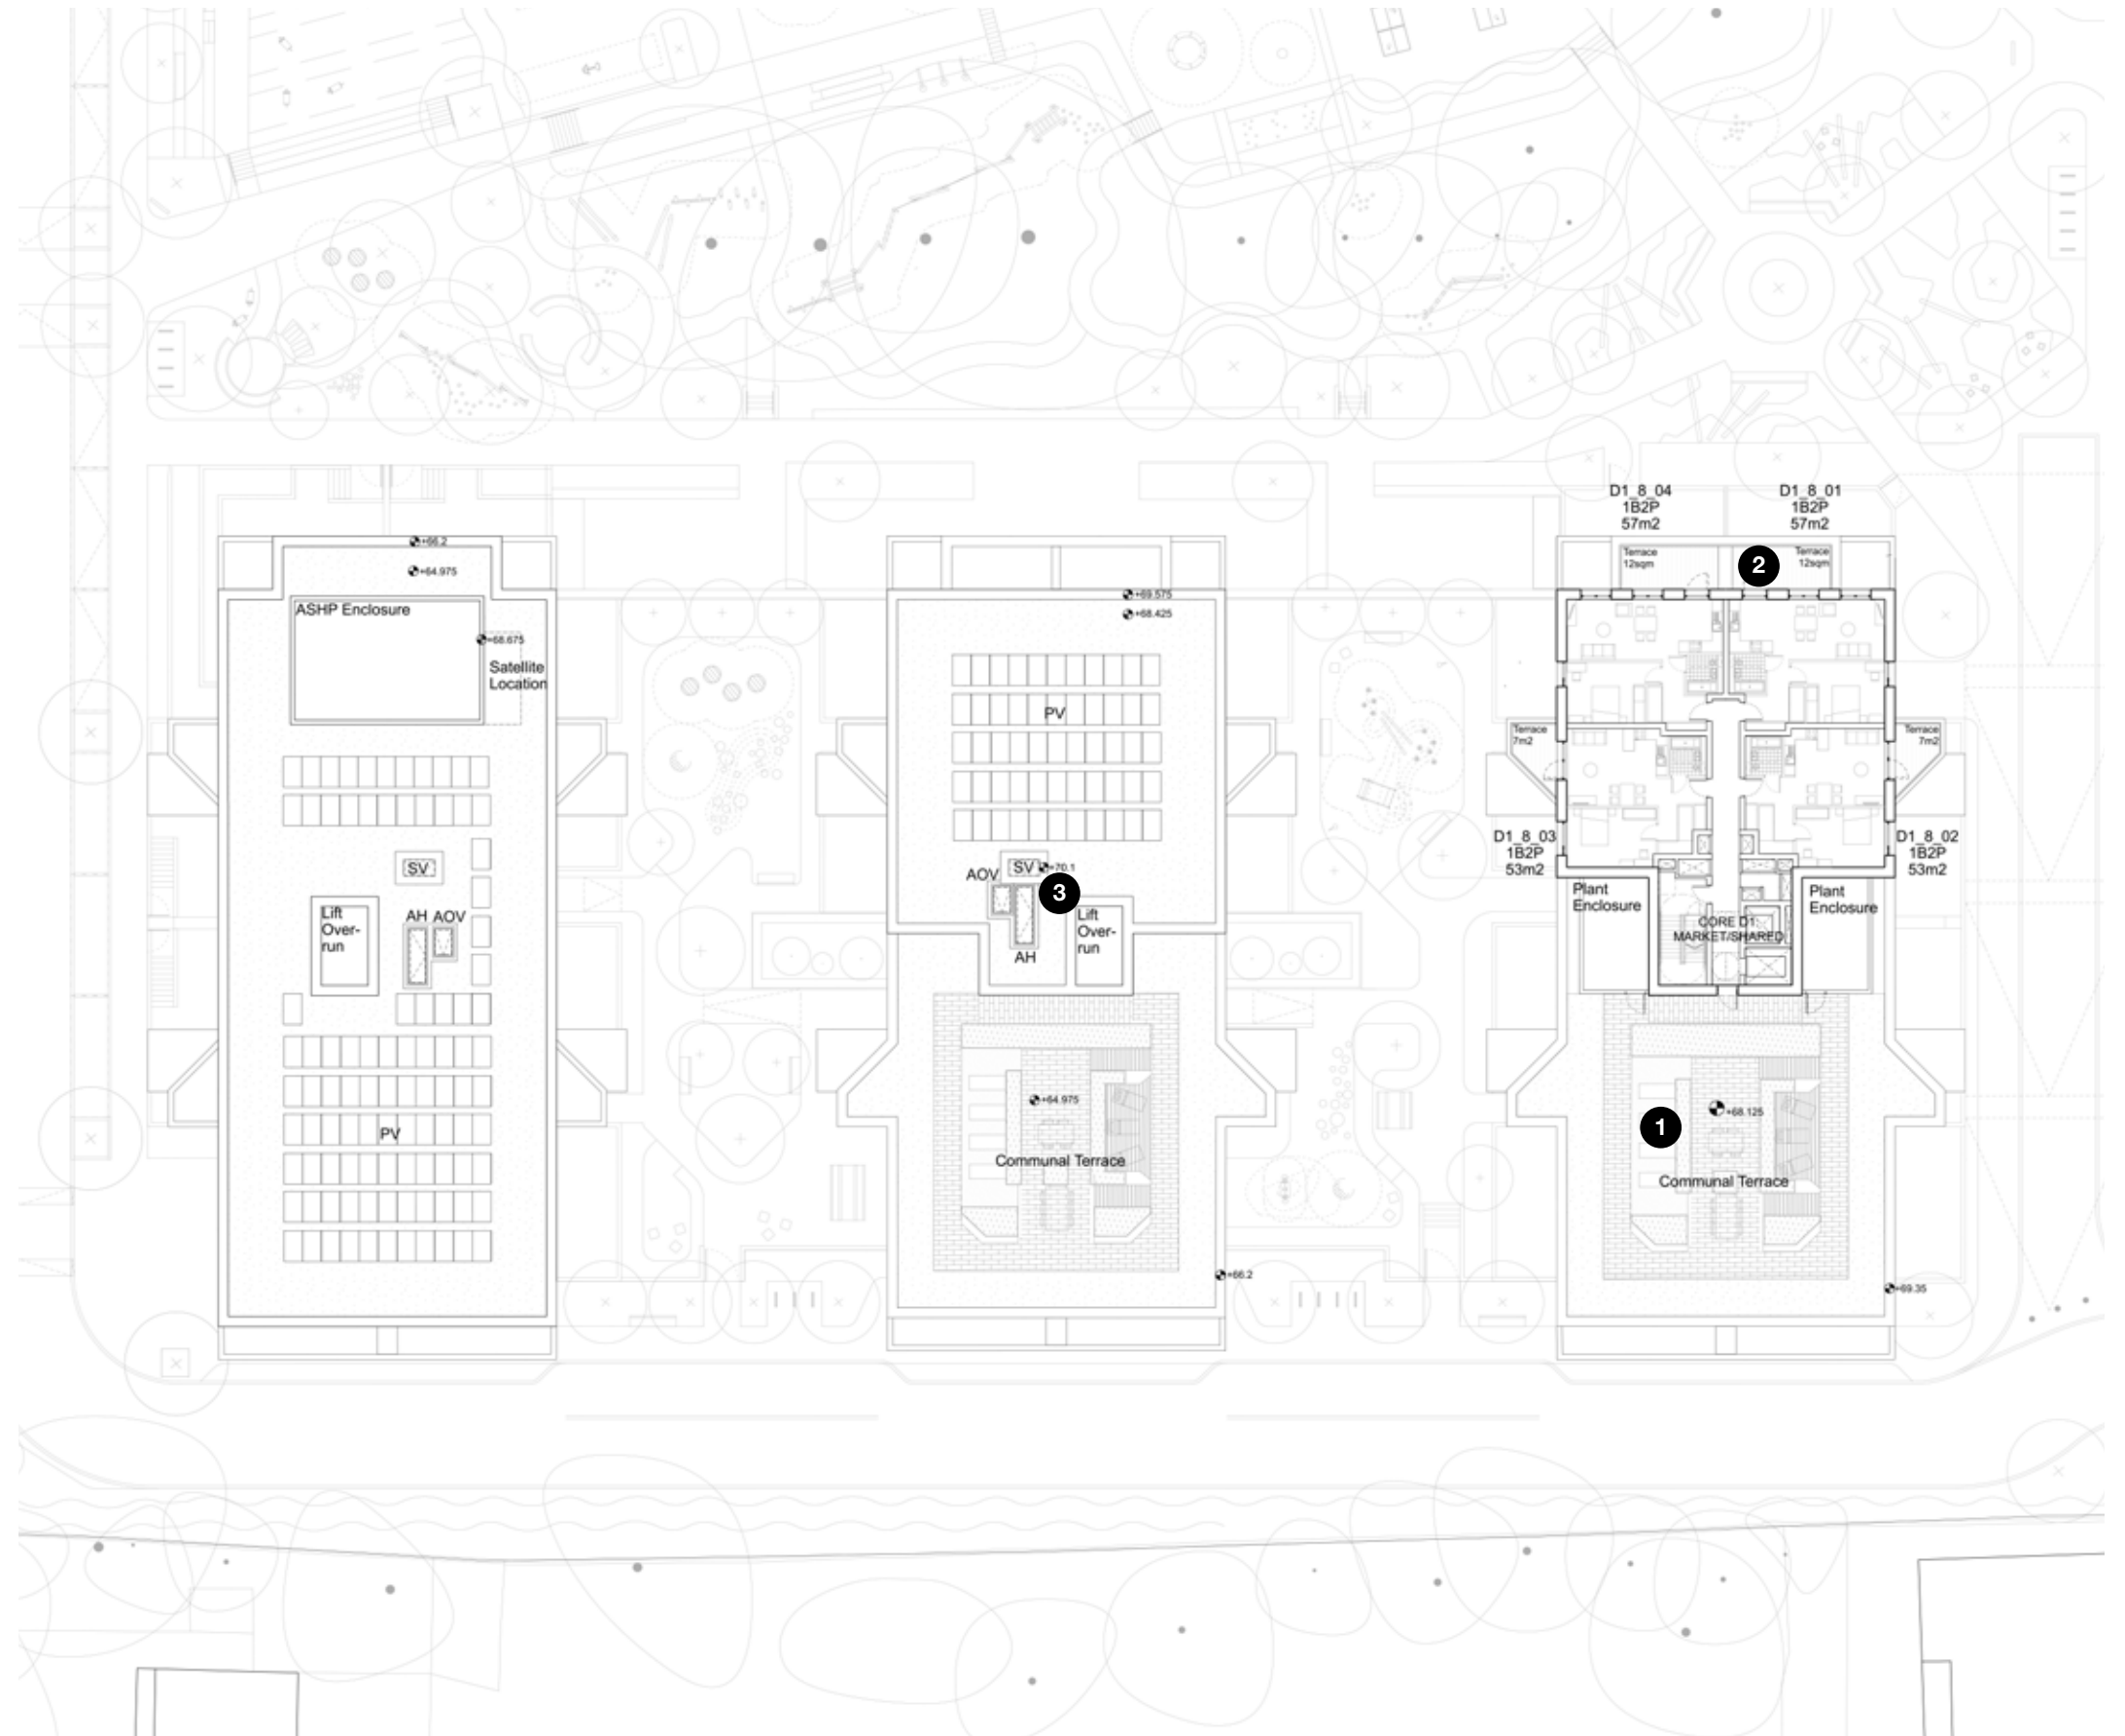 D1_8_04
1B2P
57m2
D1_8_01
1B2P
57m2
+66.2
+64.975
ASHP Enclosure
+68.675
Satellite
Location
SV
Lift
Over-
run
AH AOV
PV
+69.575
+68.425
PV
SV
+70.1
AOV
3
Lift
Over-
run
AH
+64.975
Communal Terrace
+66.2
Terrace
12sqm
2
Terrace
12sqm
Terrace
7m2
Terrace
7m2
D1_8_03
1B2P
53m2
D1_8_02
1B2P
53m2
Plant
Enclosure
Plant
Enclosure
CORE D1:
MARKET/SHARED
1
+68.125
Communal Terrace
+69.35